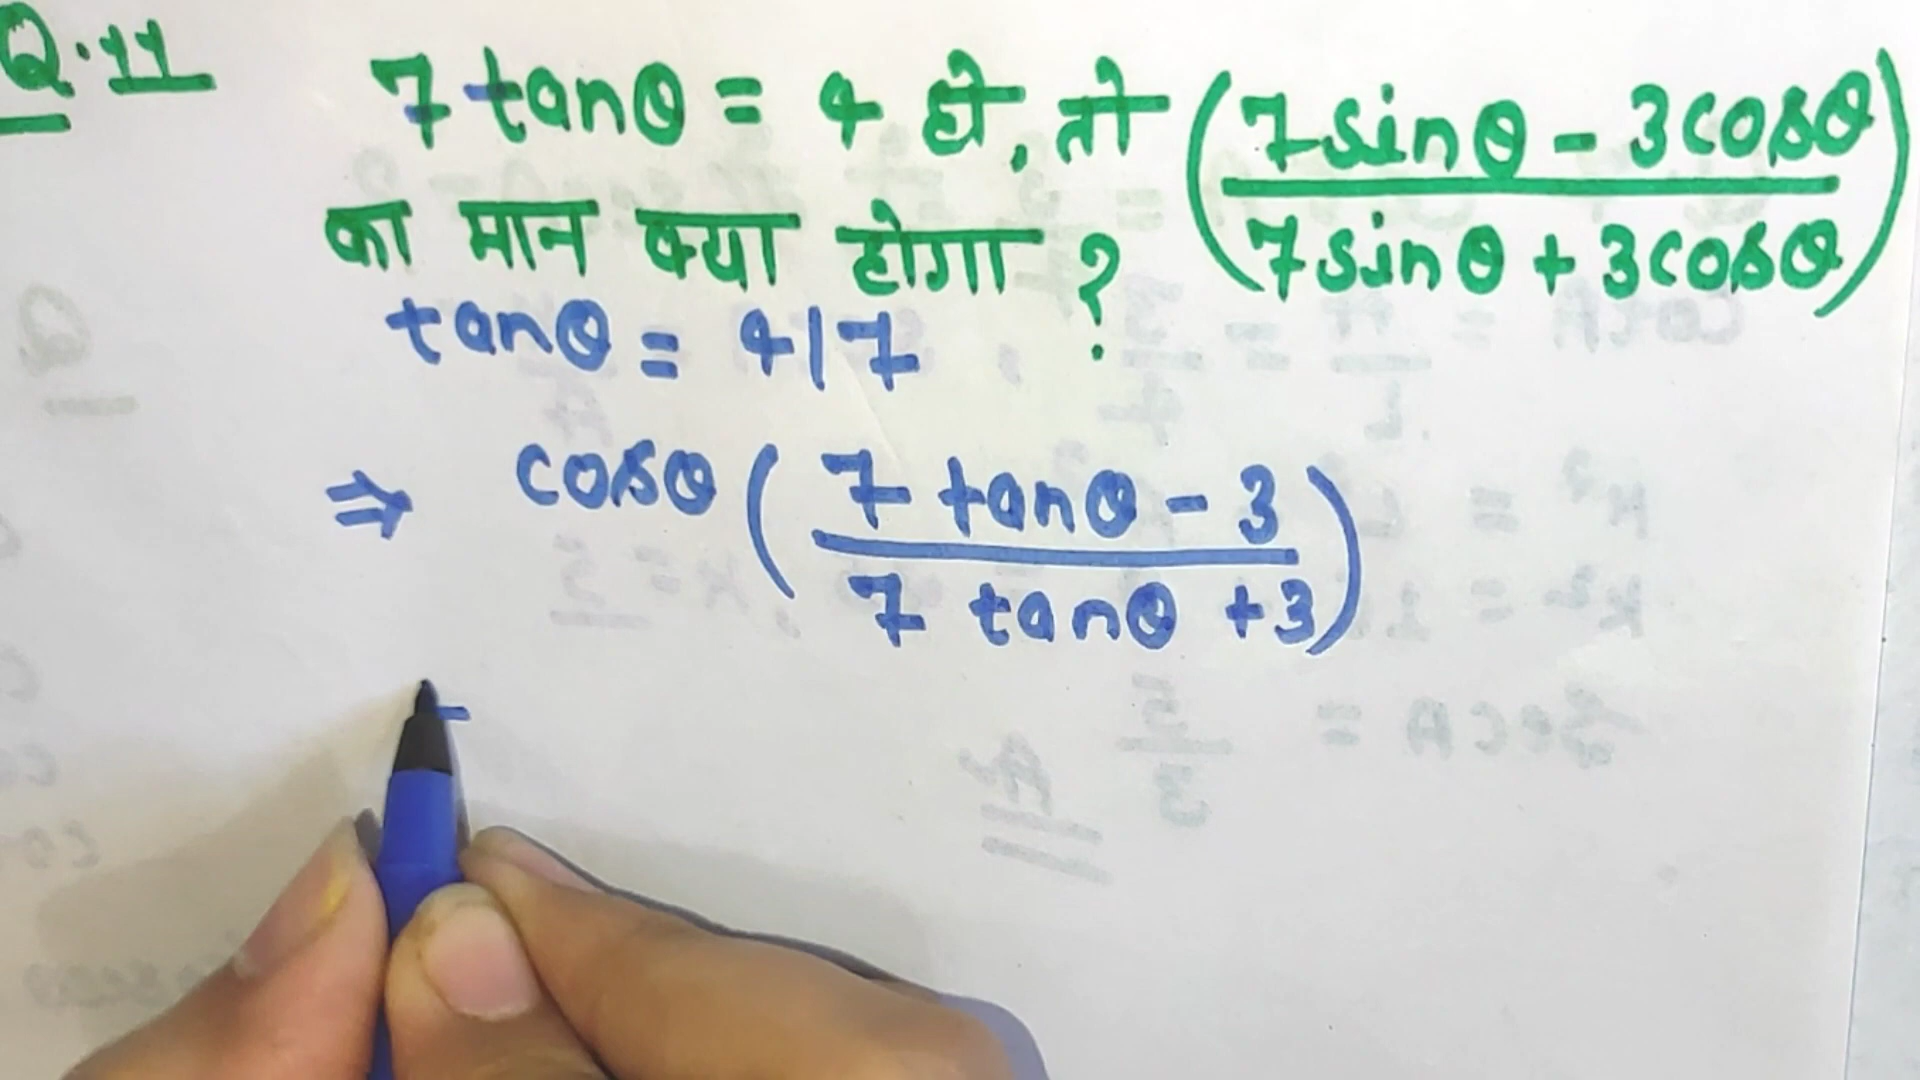 Q.11 7 tanθ = 4 हो, तो (7sinθ - 3cosθ / 7sinθ + 3cosθ)
का मान क्या होगा ?
tanθ = 4/7
⇒ cosθ (7 tanθ - 3 / 7 tanθ + 3)